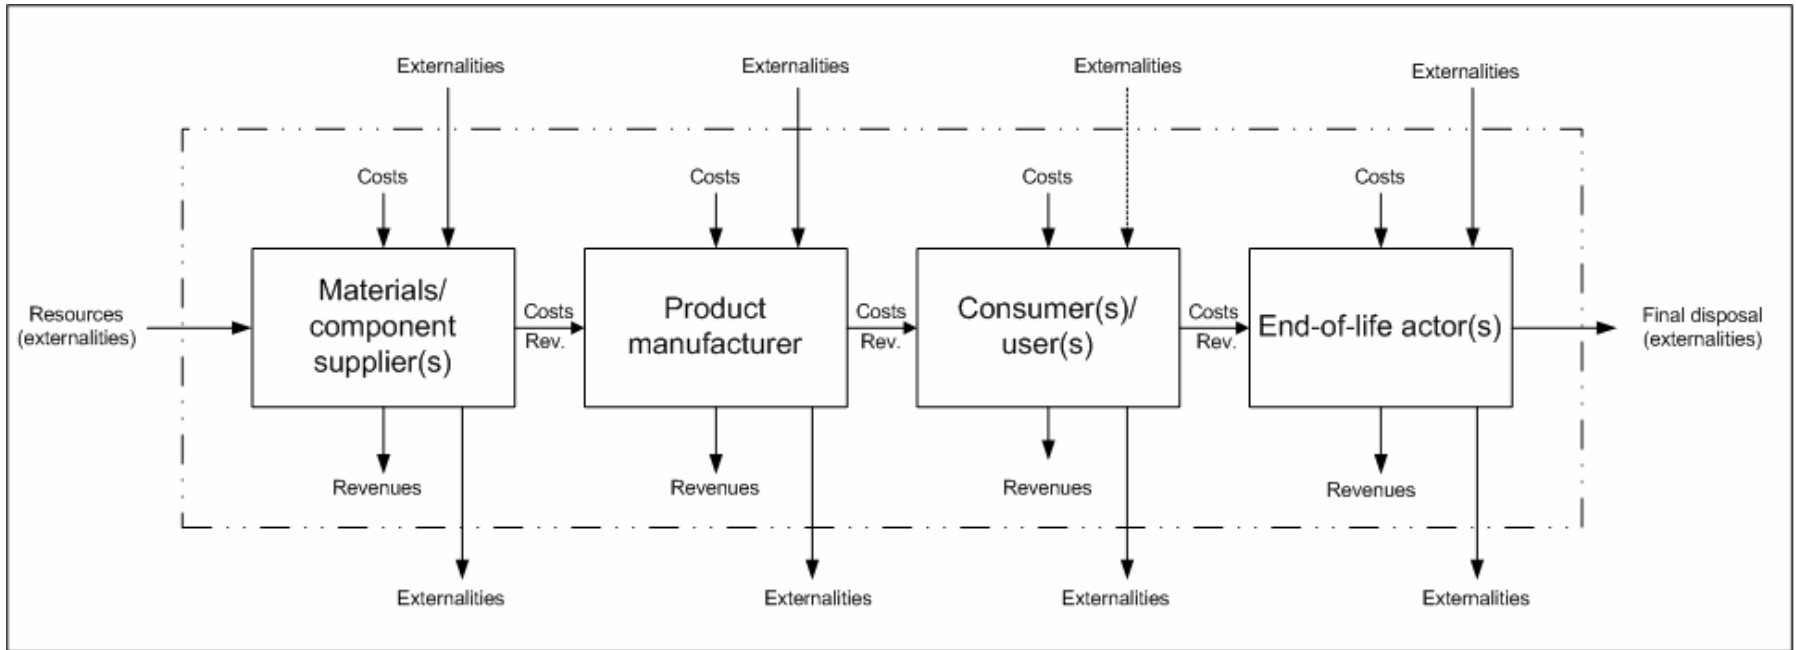 Externalities
Externalities
Externalities
Externalities
Costs
Costs
Costs
Costs
Resources
(externalities)
Materials/
component
supplier(s)
Costs
Rev.
Product
manufacturer
Costs
Rev.
Consumer(s)/
user(s)
Costs
Rev.
End-of-life actor(s)
Final disposal
(externalities)
Revenues
Revenues
Revenues
Revenues
Externalities
Externalities
Externalities
Externalities